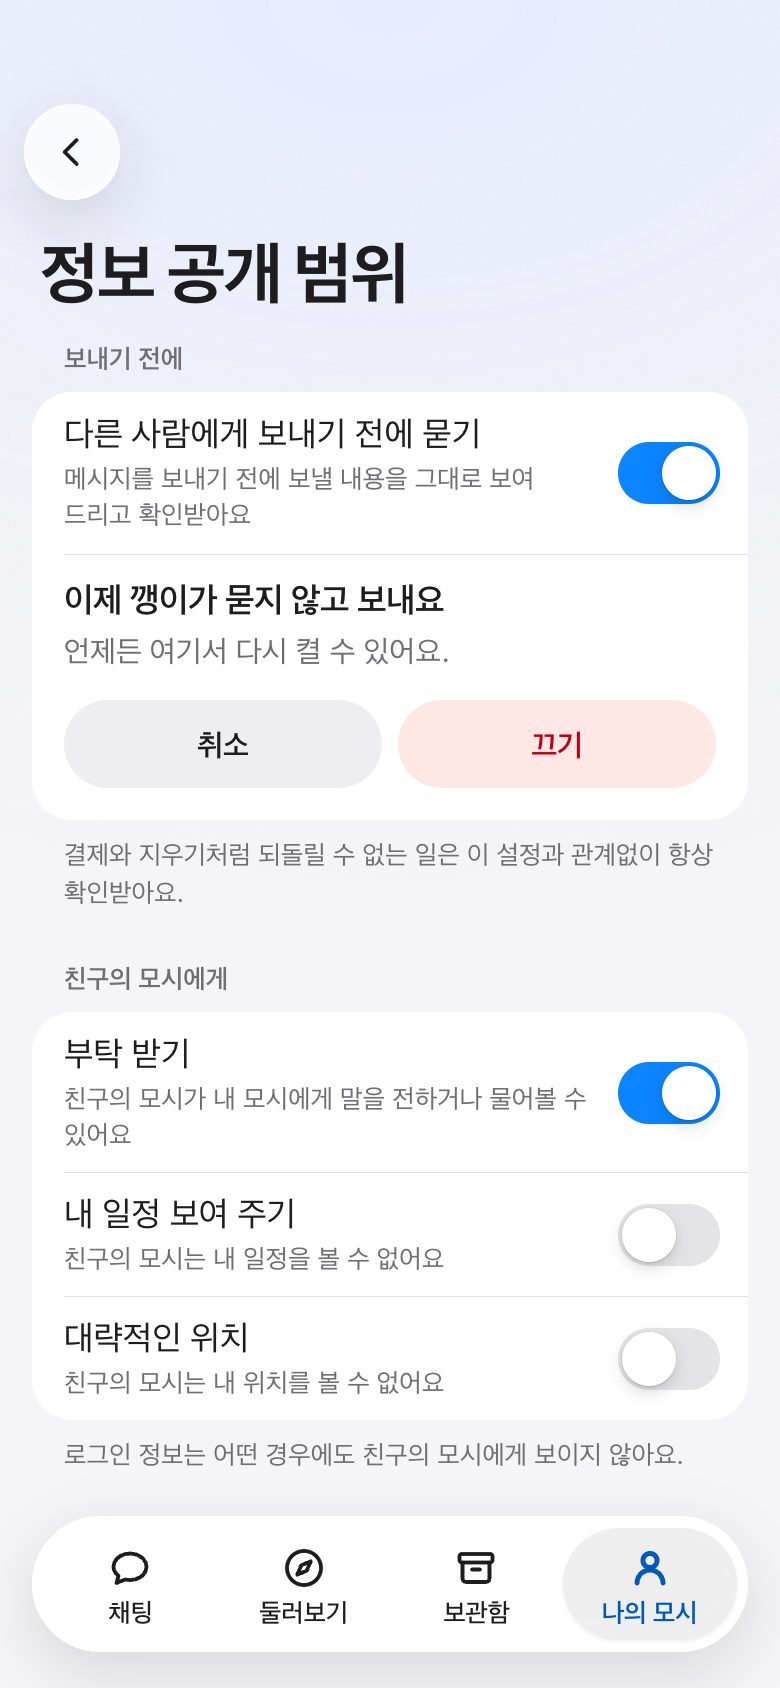 정보 공개 범위
보내기 전에
다른 사람에게 보내기 전에 묻기
메시지를 보내기 전에 보낼 내용을 그대로 보여
드리고 확인받아요
이제 깽이가 묻지 않고 보내요
언제든 여기서 다시 켤 수 있어요.
취소
끄기
결제와 지우기처럼 되돌릴 수 없는 일은 이 설정과 관계없이 항상
확인받아요.
친구의 모시에게
부탁 받기
친구의 모시가 내 모시에게 말을 전하거나 물어볼 수
있어요
내 일정 보여 주기
친구의 모시는 내 일정을 볼 수 없어요
대략적인 위치
친구의 모시는 내 위치를 볼 수 없어요
로그인 정보는 어떤 경우에도 친구의 모시에게 보이지 않아요.
채팅
둘러보기
보관함
나의 모시